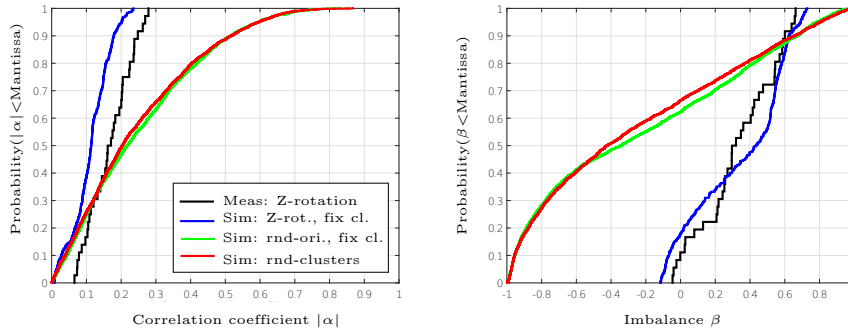 Probability(|α|<Mantissa)
1
0.9
0.8
0.7
0.6
0.5
0.4
0.3
0.2
0.1
0
Meas: Z-rotation
Sim: Z-rot., fix cl.
Sim: rnd-ori., fix cl.
Sim: rnd-clusters
0 0.1 0.2 0.3 0.4 0.5 0.6 0.7 0.8 0.9 1
Correlation coefficient |α|
Probability(β<Mantissa)
1
0.9
0.8
0.7
0.6
0.5
0.4
0.3
0.2
0.1
0
-1 -0.8 -0.6 -0.4 -0.2 0 0.2 0.4 0.6 0.8
Imbalance β